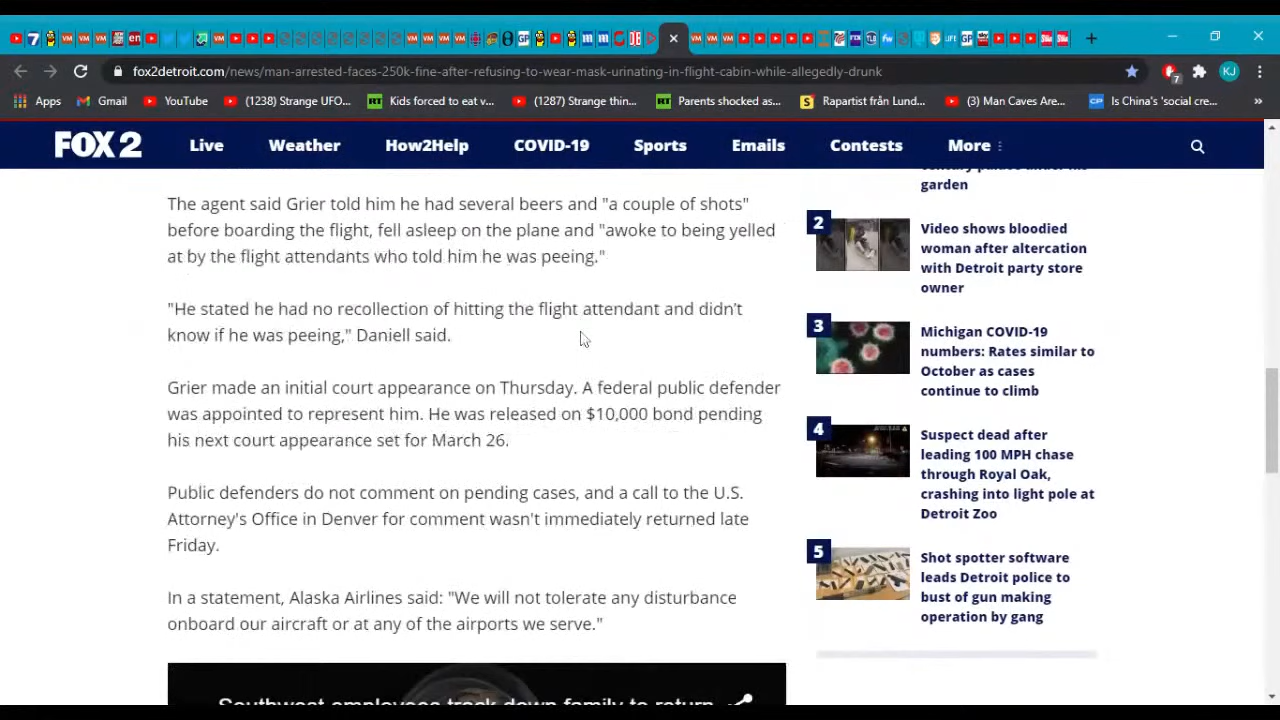 fox2detroit.com/news/man-arrested-faces-250k-fine-after-refusing-to-wear-mask-urinating-in-flight-cabin-while-allegedly-drunk
7
KJ
Apps
Gmail
YouTube
(1238) Strange UFO...
RT Kids forced to eat v...
(1287) Strange thin...
RT Parents shocked as...
S Rapartist från Lund...
(3) Man Caves Are...
CP Is China's 'social cre...
»
FOX 2
Live
Weather
How2Help
COVID-19
Sports
Emails
Contests
More
The agent said Grier told him he had several beers and "a couple of shots"
before boarding the flight, fell asleep on the plane and "awoke to being yelled
at by the flight attendants who told him he was peeing."
"He stated he had no recollection of hitting the flight attendant and didn't
know if he was peeing," Daniell said.
Grier made an initial court appearance on Thursday. A federal public defender
was appointed to represent him. He was released on $10,000 bond pending
his next court appearance set for March 26.
Public defenders do not comment on pending cases, and a call to the U.S.
Attorney's Office in Denver for comment wasn't immediately returned late
Friday.
In a statement, Alaska Airlines said: "We will not tolerate any disturbance
onboard our aircraft or at any of the airports we serve."
Southwest employees track down family to return
garden
2
Video shows bloodied
woman after altercation
with Detroit party store
owner
3
Michigan COVID-19
numbers: Rates similar to
October as cases
continue to climb
4
Suspect dead after
leading 100 MPH chase
through Royal Oak,
crashing into light pole at
Detroit Zoo
5
Shot spotter software
leads Detroit police to
bust of gun making
operation by gang